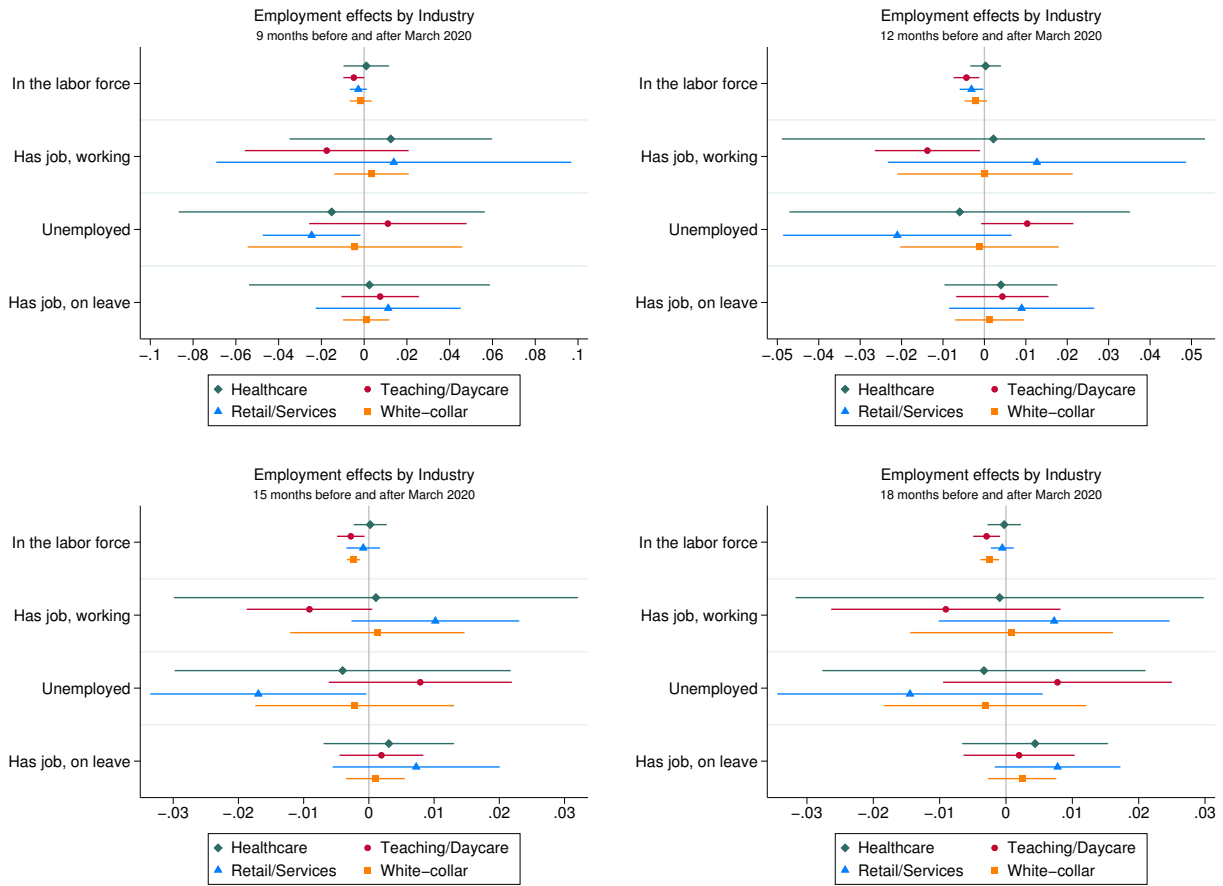 Employment effects by Industry
9 months before and after March 2020
In the labor force
Has job, working
Unemployed
Has job, on leave
−.1 −.08 −.06 −.04 −.02 0 .02 .04 .06 .08 .1
Healthcare Teaching/Daycare
Retail/Services White−collar
Employment effects by Industry
12 months before and after March 2020
In the labor force
Has job, working
Unemployed
Has job, on leave
−.05 −.04 −.03 −.02 −.01 0 .01 .02 .03 .04 .05
Healthcare Teaching/Daycare
Retail/Services White−collar
Employment effects by Industry
15 months before and after March 2020
In the labor force
Has job, working
Unemployed
Has job, on leave
−.03 −.02 −.01 0 .01 .02 .03
Healthcare Teaching/Daycare
Retail/Services White−collar
Employment effects by Industry
18 months before and after March 2020
In the labor force
Has job, working
Unemployed
Has job, on leave
−.03 −.02 −.01 0 .01 .02 .03
Healthcare Teaching/Daycare
Retail/Services White−collar